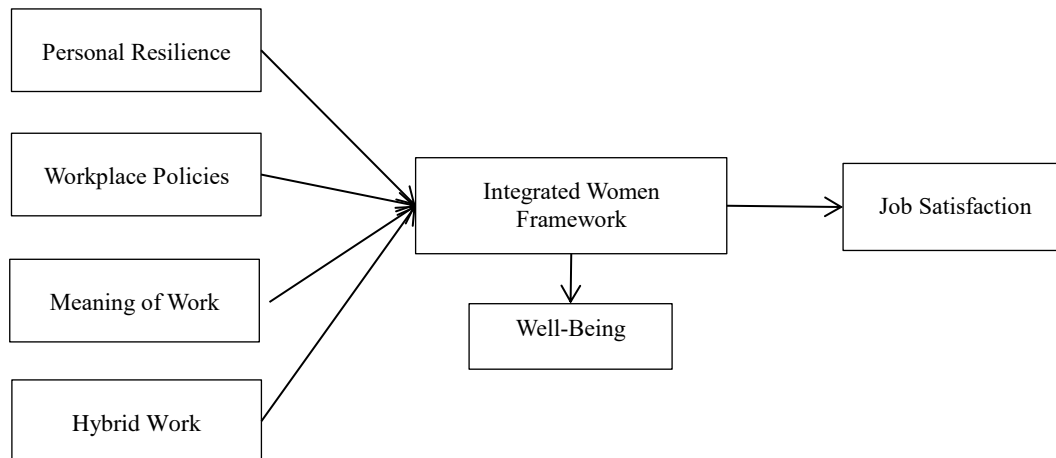 Personal Resilience
Workplace Policies
Meaning of Work
Hybrid Work
Integrated Women
Framework
Well-Being
Job Satisfaction